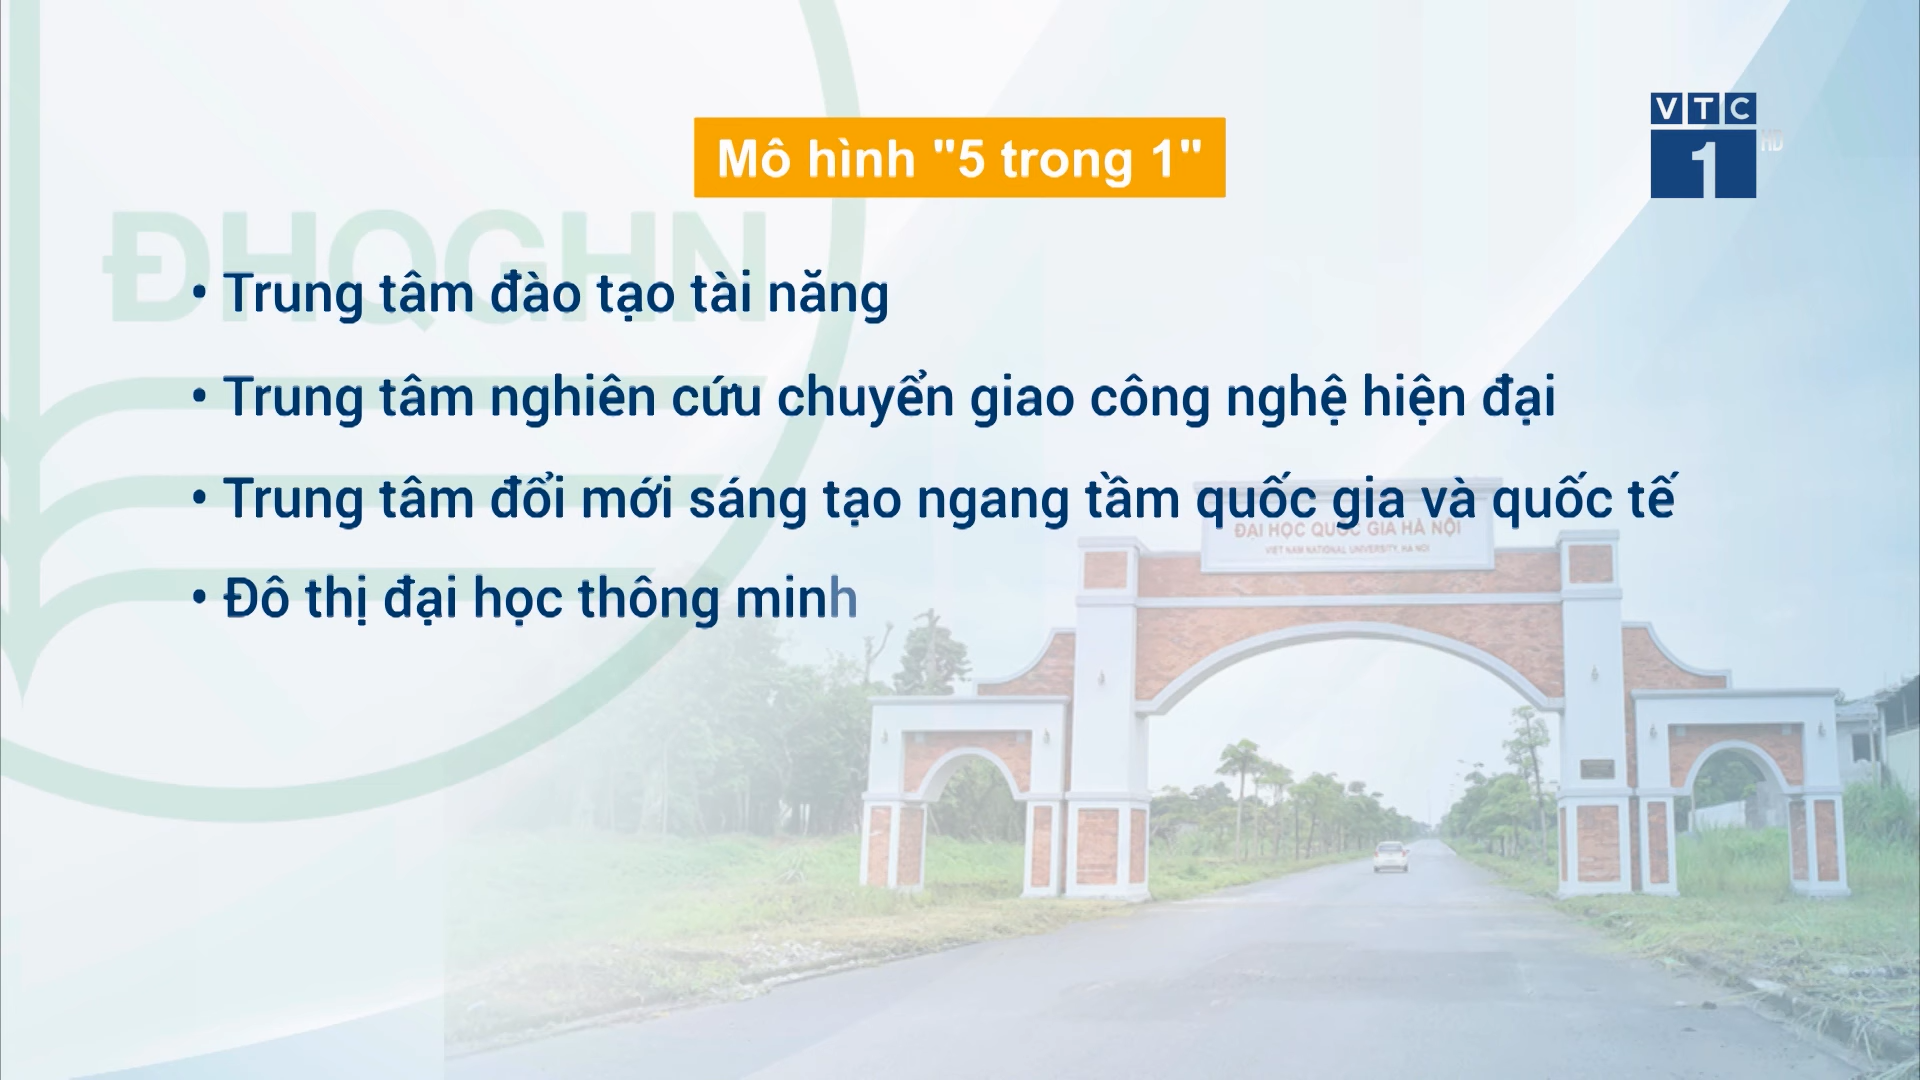 VTC
1
HD
Mô hình "5 trong 1"
ĐHQGHN
• Trung tâm đào tạo tài năng
• Trung tâm nghiên cứu chuyển giao công nghệ hiện đại
• Trung tâm đổi mới sáng tạo ngang tầm quốc gia và quốc tế
ĐẠI HỌC QUỐC GIA HÀ NỘI
VIET NAM NATIONAL UNIVERSITY, HA NOI
• Đô thị đại học thông minh